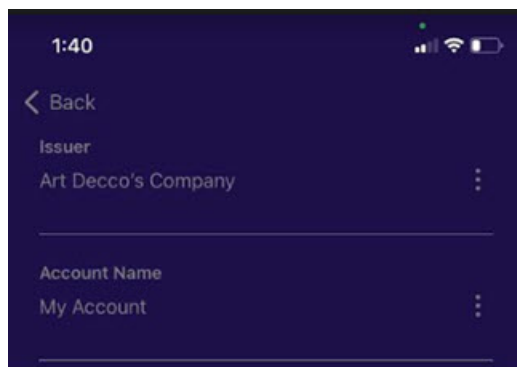 1:40
Back
Issuer
Art Decco's Company
Account Name
My Account